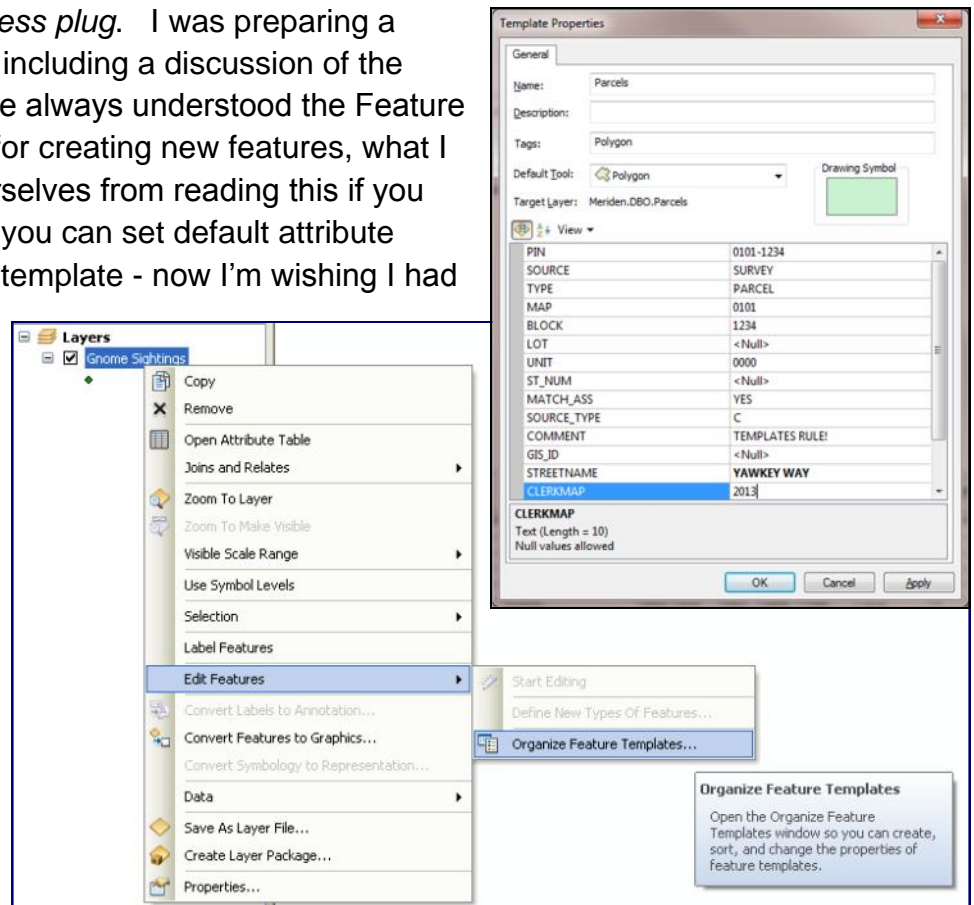 ess plug.   I was preparing a
including a discussion of the
e always understood the Feature
for creating new features, what I
rselves from reading this if you
you can set default attribute
template - now I'm wishing I had
Template Properties
General
Name: Parcels
Description:
Tags: Polygon
Default Tool: Polygon
Drawing Symbol
Target Layer: Meriden.DBO.Parcels
View
PIN 0101-1234
SOURCE SURVEY
TYPE PARCEL
MAP 0101
BLOCK 1234
LOT <Null>
UNIT 0000
ST_NUM <Null>
MATCH_ASS YES
SOURCE_TYPE C
COMMENT TEMPLATES RULE!
GIS_ID <Null>
STREETNAME YAWKEY WAY
CLERKMAP 2013
CLERKMAP
Text (Length = 10)
Null values allowed
OK Cancel Apply
Layers
Gnome Sightings
Copy
Remove
Open Attribute Table
Joins and Relates
Zoom To Layer
Zoom To Make Visible
Visible Scale Range
Use Symbol Levels
Selection
Label Features
Edit Features
Convert Labels to Annotation...
Convert Features to Graphics...
Convert Symbology to Representation...
Data
Save As Layer File...
Create Layer Package...
Properties...
Start Editing
Define New Types Of Features...
Organize Feature Templates...
Organize Feature Templates
Open the Organize Feature
Templates window so you can create,
sort, and change the properties of
feature templates.